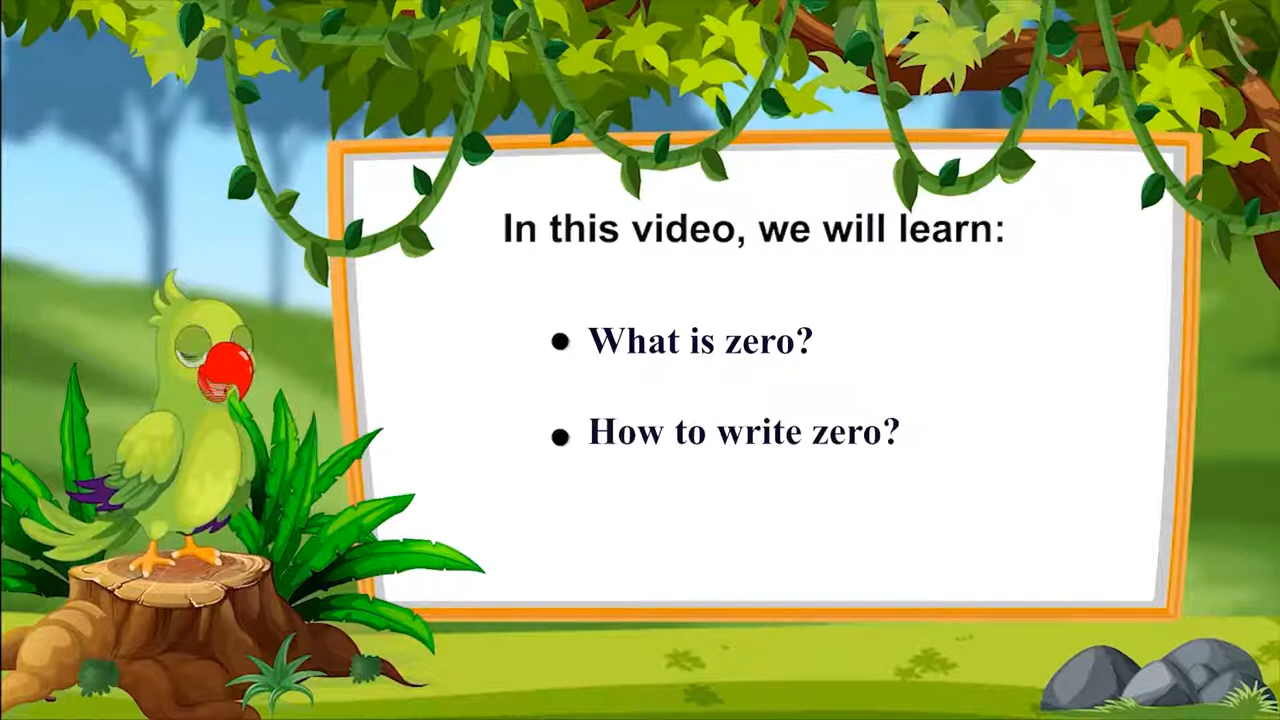 In this video, we will learn:
● What is zero?
● How to write zero?